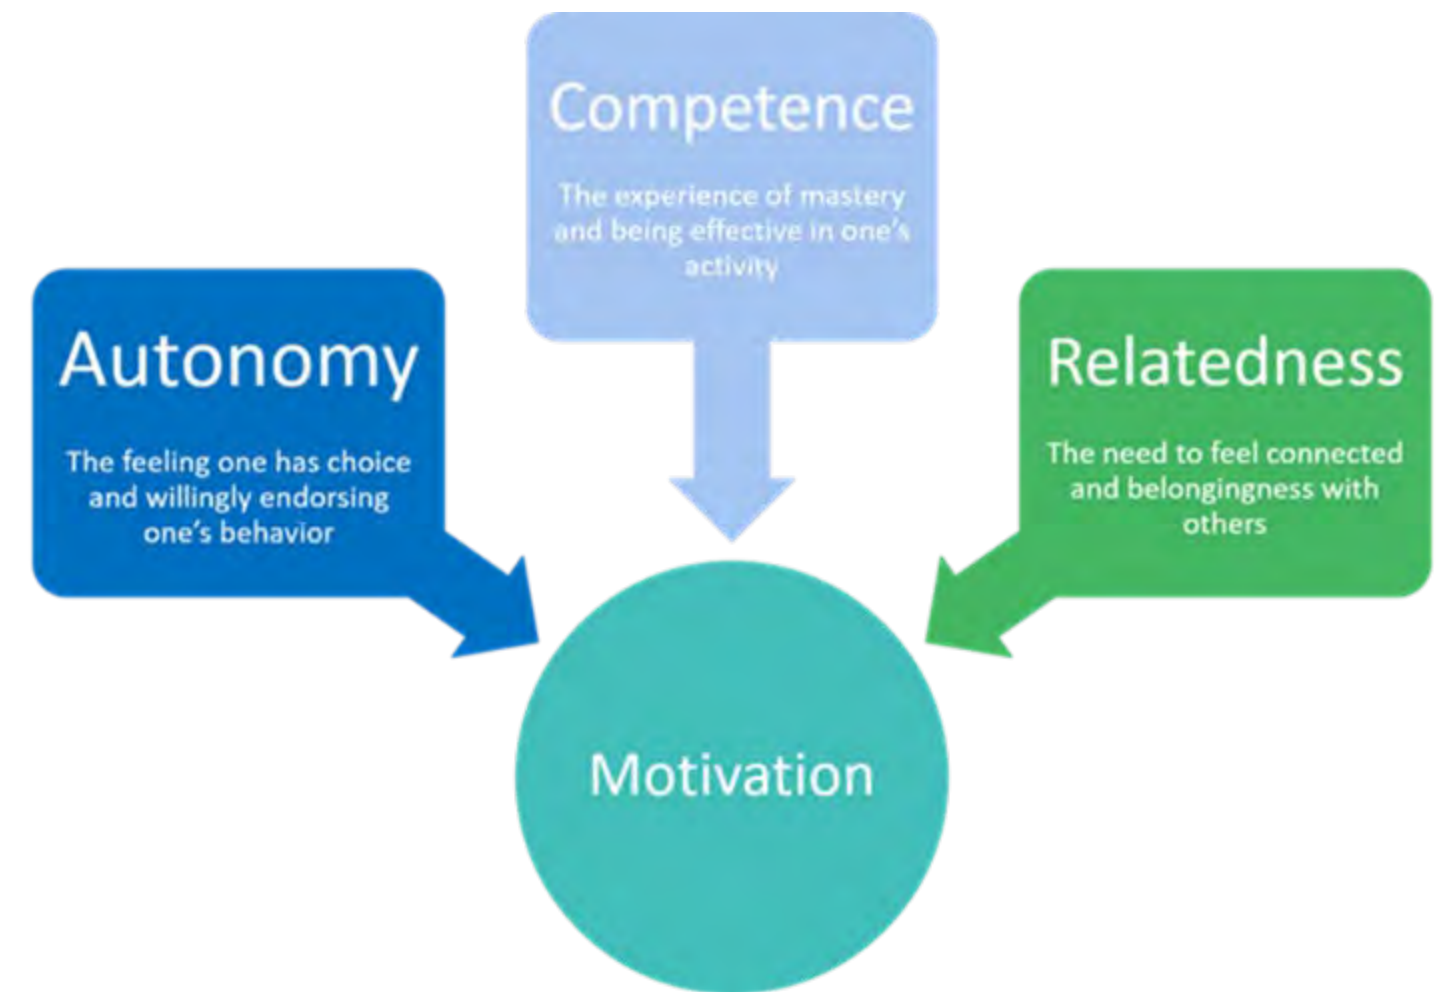 Competence
The experience of mastery
and being effective in one's
activity
Autonomy
The feeling one has choice
and willingly endorsing
one's behavior
Relatedness
The need to feel connected
and belongingness with
others
Motivation